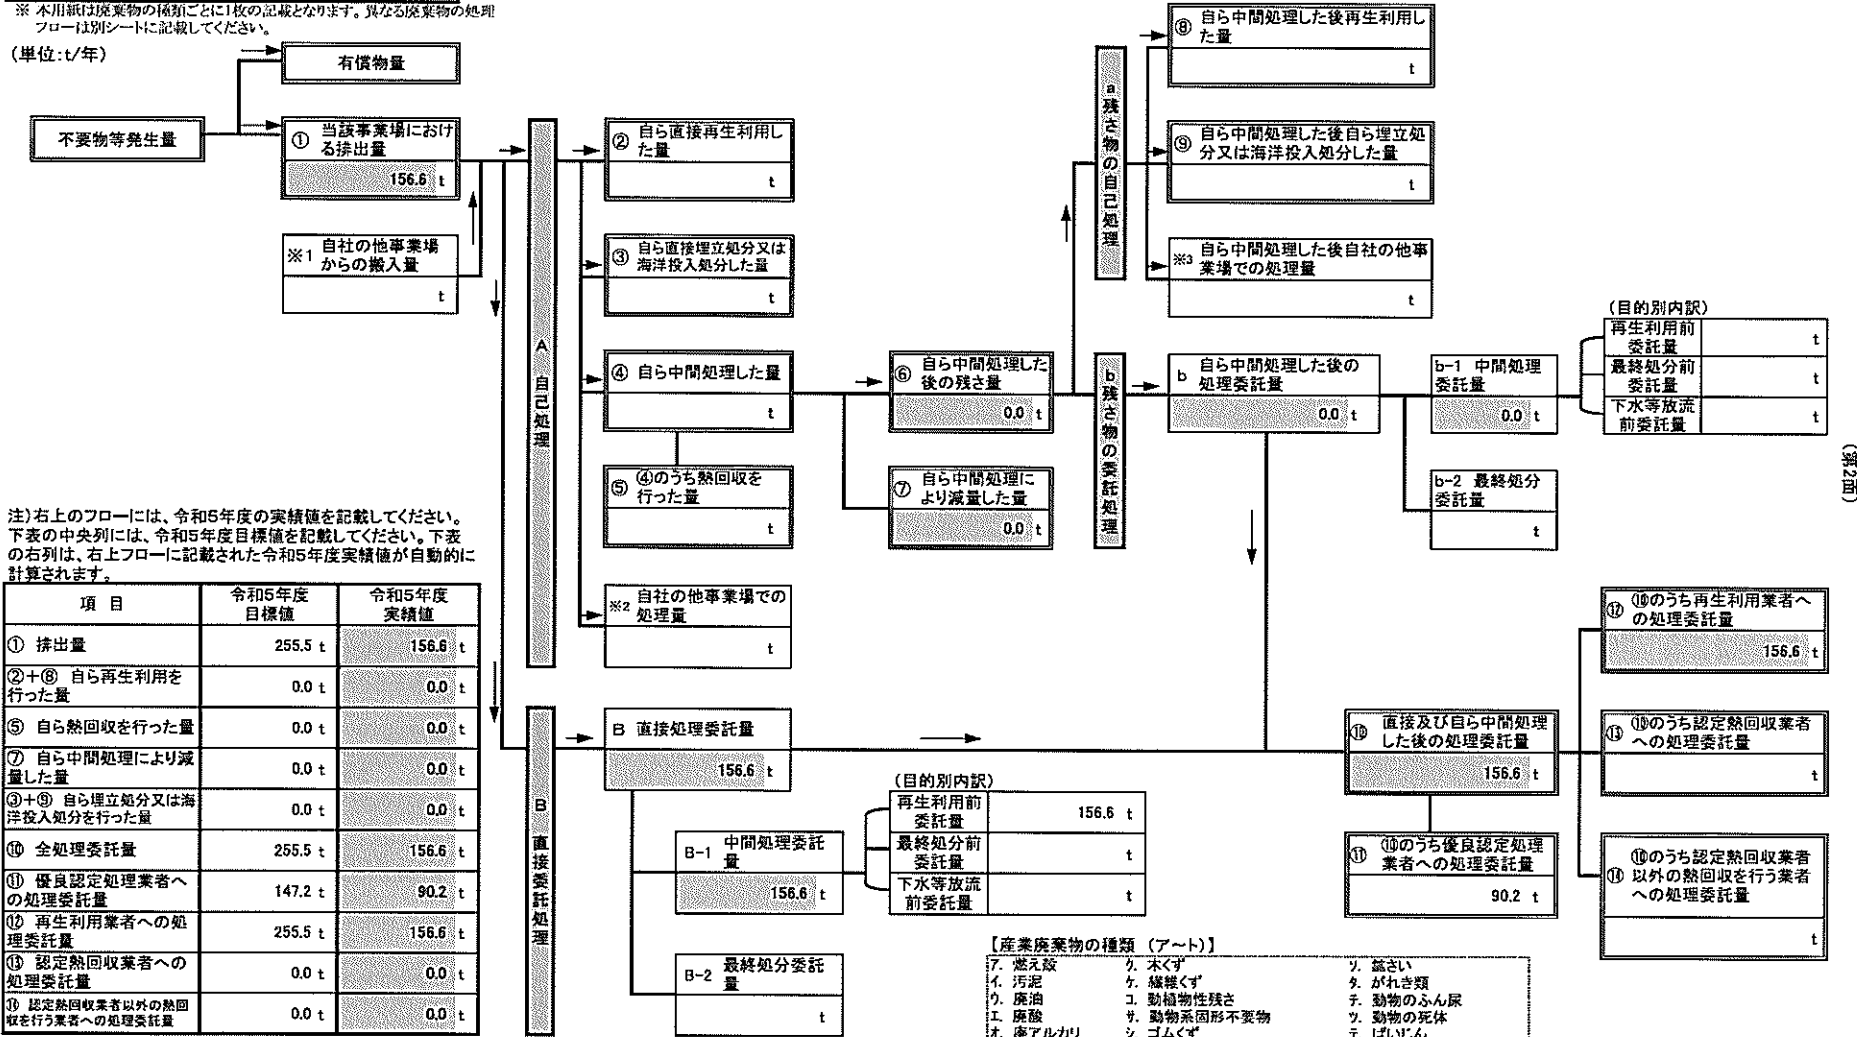 ※ 本用紙は廃棄物の種類ごとに1枚の記載となります。異なる廃棄物の処理
フローは別シートに記載してください。
(単位:t/年)
有償物量
不要物等発生量
① 当該事業場におけ
る排出量
156.6 t
※1 自社の他事業場
からの搬入量
t
A 自己処理
② 自ら直接再生利用し
た量
t
③ 自ら直接埋立処分又は
海洋投入処分した量
t
④ 自ら中間処理した量
t
⑤ ④のうち熱回収を
行った量
t
※2 自社の他事業場での
処理量
t
⑥ 自ら中間処理した
後の残さ量
0.0 t
⑦ 自ら中間処理に
より減量した量
0.0 t
a 残さ物の自己処理
⑧ 自ら中間処理した後再生利用し
た量
t
⑨ 自ら中間処理した後自ら埋立処
分又は海洋投入処分した量
t
※3 自ら中間処理した後自社の他事
業場での処理量
t
b 残さ物の委託処理
b 自ら中間処理した後の
処理委託量
0.0 t
b-1 中間処理
委託量
0.0 t
b-2 最終処分
委託量
t
(目的別内訳)
再生利用前
委託量 t
最終処分前
委託量 t
下水等放流
前委託量 t
(第2面)
注)右上のフローには、令和5年度の実績値を記載してください。
下表の中央列には、令和5年度目標値を記載してください。下表
の右列は、右上フローに記載された令和5年度実績値が自動的に
計算されます。
項 目 令和5年度目標値 令和5年度実績値
① 排出量 255.5 t 156.6 t
②+⑧ 自ら再生利用を
行った量 0.0 t 0.0 t
⑤ 自ら熱回収を行った量 0.0 t 0.0 t
⑦ 自ら中間処理により減
量した量 0.0 t 0.0 t
③+⑨ 自ら埋立処分又は海
洋投入処分を行った量 0.0 t 0.0 t
⑩ 全処理委託量 255.5 t 156.6 t
⑪ 優良認定処理業者へ
の処理委託量 147.2 t 90.2 t
⑫ 再生利用業者への処
理委託量 255.5 t 156.6 t
⑬ 認定熱回収業者への
処理委託量 0.0 t 0.0 t
⑭ 認定熱回収業者以外の熱回
収を行う業者への処理委託量 0.0 t 0.0 t
B 直接委託処理
B 直接処理委託量
156.6 t
B-1 中間処理委託
量
156.6 t
B-2 最終処分委託
量
t
(目的別内訳)
再生利用前
委託量 156.6 t
最終処分前
委託量 t
下水等放流
前委託量 t
⑩ 直接及び自ら中間処理
した後の処理委託量
156.6 t
⑪ ⑩のうち優良認定処理
業者への処理委託量
90.2 t
⑫ ⑩のうち再生利用業者へ
の処理委託量
156.6 t
⑬ ⑩のうち認定熱回収業者
への処理委託量
t
⑭ ⑩のうち認定熱回収業者
以外の熱回収を行う業者
への処理委託量
t
【産業廃棄物の種類 (ア～ト)】
ア. 燃え殻 ク. 木くず ソ. 鉱さい
イ. 汚泥 ケ. 繊維くず タ. がれき類
ウ. 廃油 コ. 動植物性残さ チ. 動物のふん尿
エ. 廃酸 サ. 動物系固形不要物 ツ. 動物の死体
オ. 廃アルカリ シ. ゴムくず テ. ばいじん